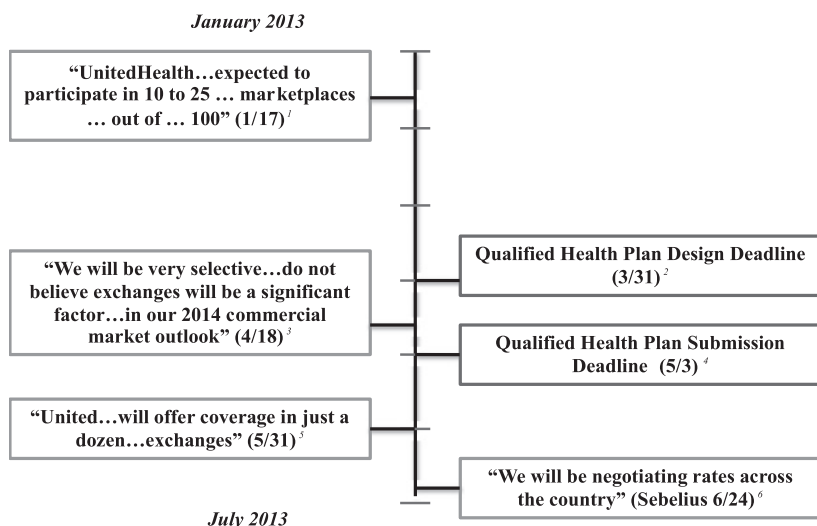 January 2013
“UnitedHealth…expected to
participate in 10 to 25 … marketplaces
… out of … 100” (1/17) 1
Qualified Health Plan Design Deadline
(3/31) 2
“We will be very selective…do not
believe exchanges will be a significant
factor…in our 2014 commercial
market outlook” (4/18) 3
Qualified Health Plan Submission
Deadline (5/3) 4
“United…will offer coverage in just a
dozen…exchanges” (5/31) 5
“We will be negotiating rates across
the country” (Sebelius 6/24) 6
July 2013